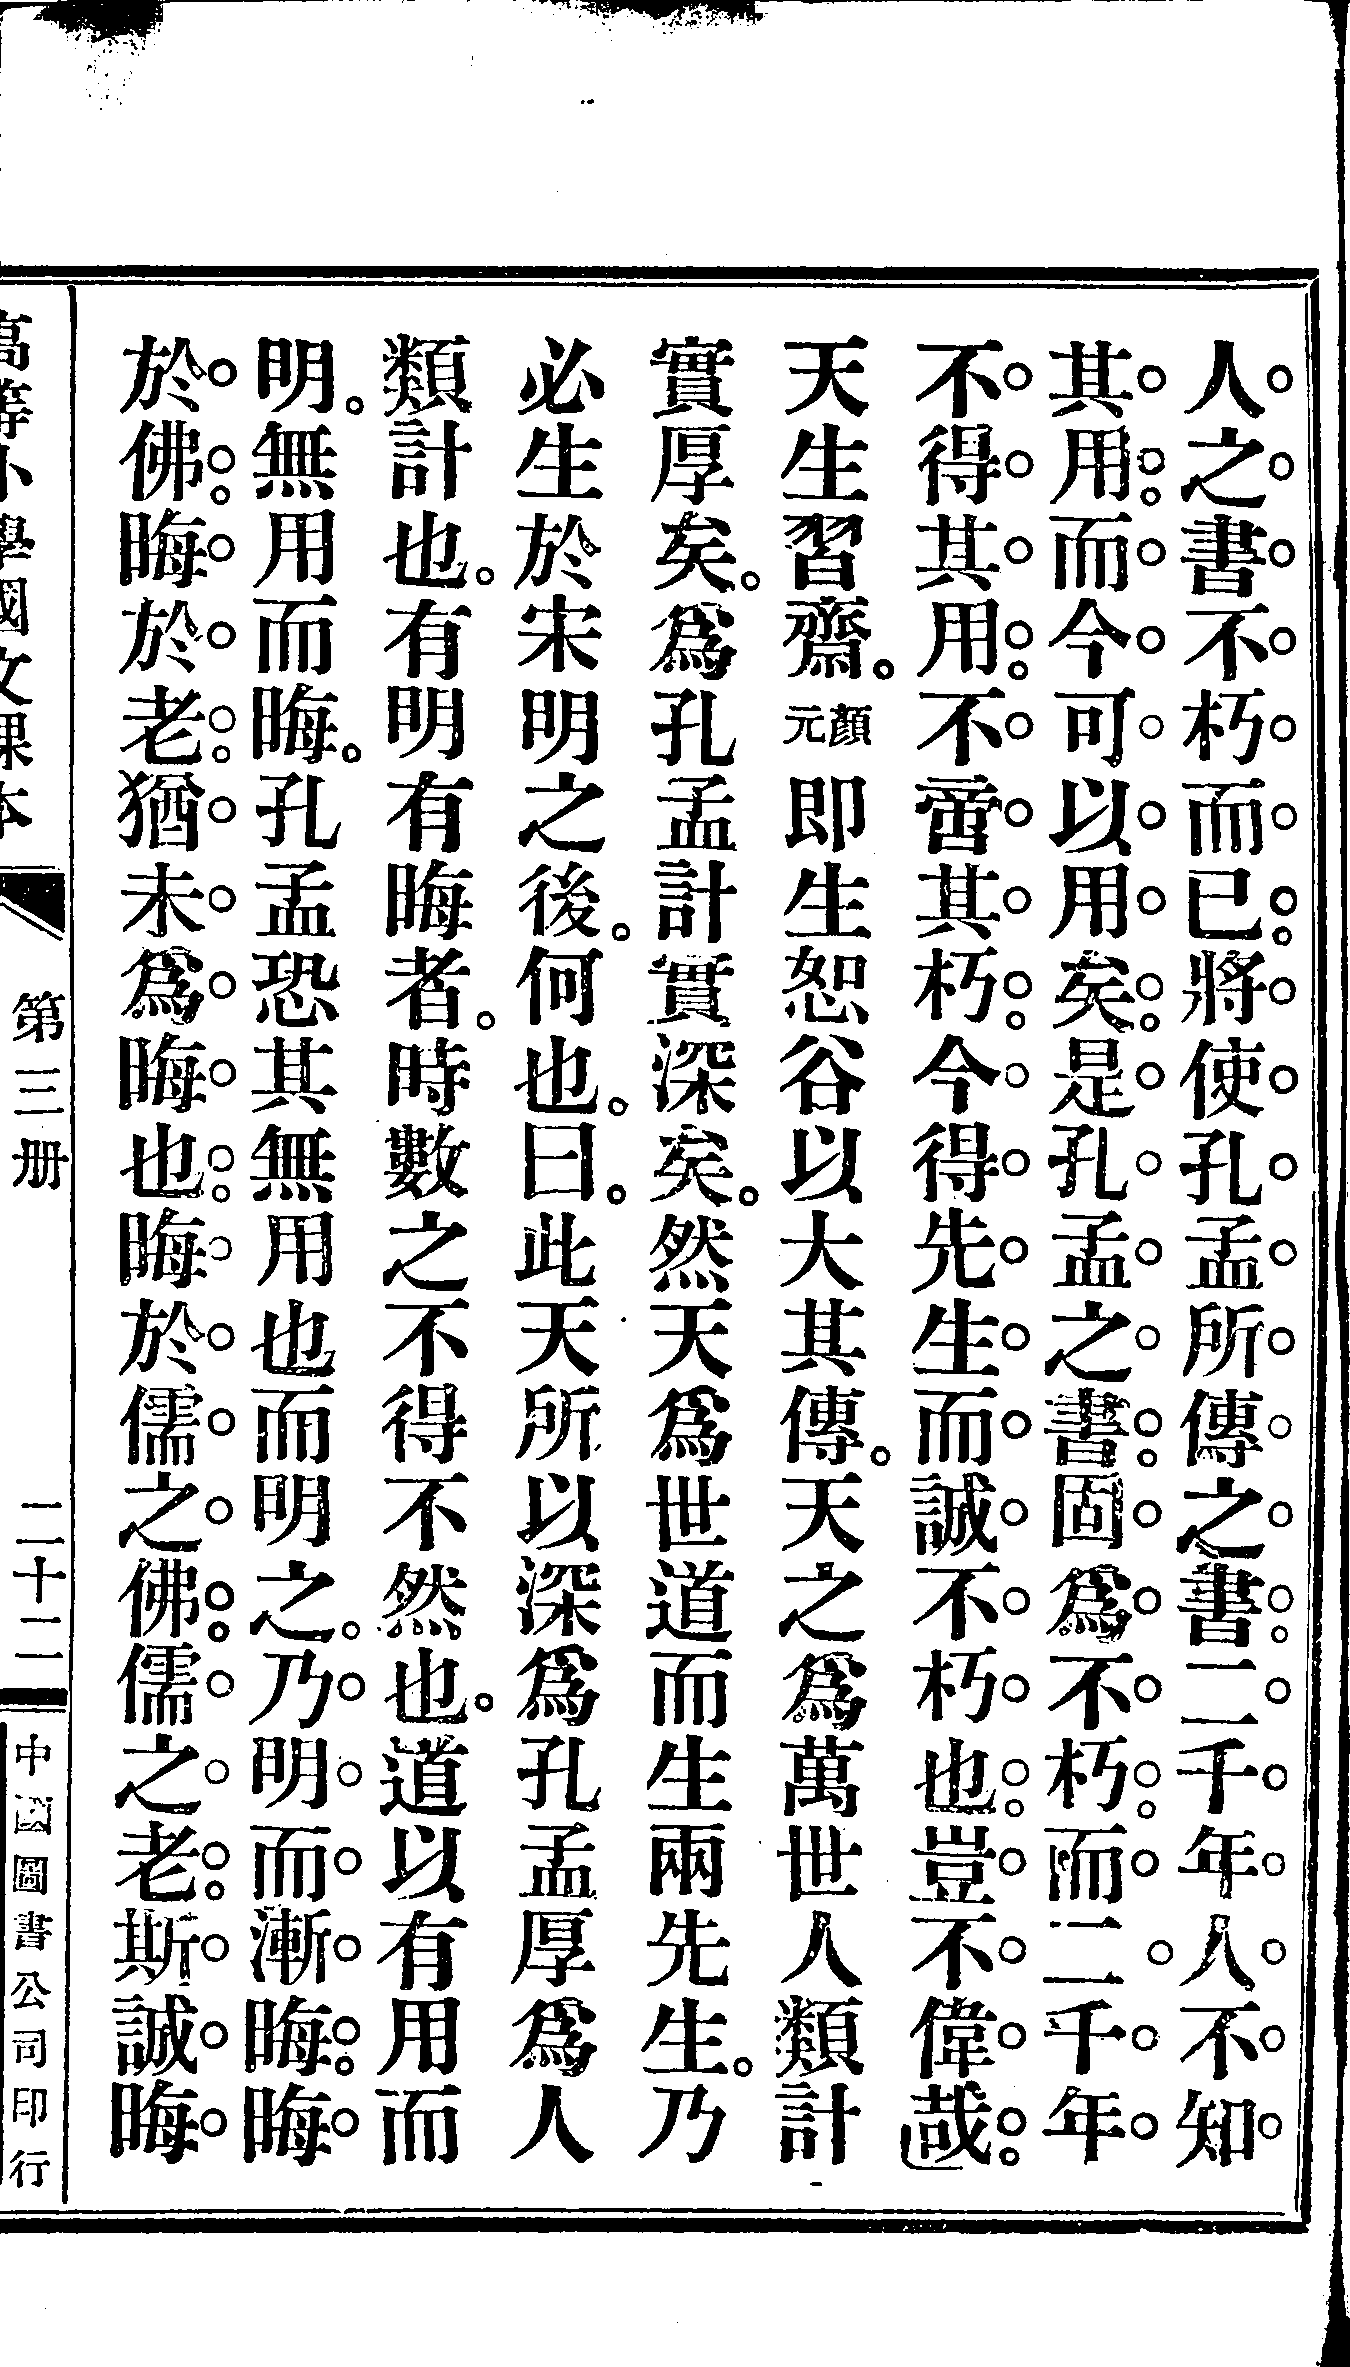 人之書不朽而已。將使孔孟所傳之書。二千年人不知
其用。而今可以用矣。是孔孟之書。固爲不朽。而二千年
不得其用。不啻其朽。今得先生而誠不朽也。豈不偉哉。
天生習齋。顏元卽生恕谷以大其傳。天之爲萬世人類計
實厚矣。爲孔孟計實深矣。然天爲世道而生兩先生。乃
必生於宋明之後。何也。曰。此天所以深爲孔孟厚爲人
類計也。有明有晦者。時數之不得不然也。道以有用而
明。無用而晦。孔孟恐其無用也而明之。乃明而漸晦。晦
於佛。晦於老。猶未爲晦也。晦於儒之佛。儒之老。斯誠晦
高等小學國文課本 第三册 二十二 中國圖書公司印行